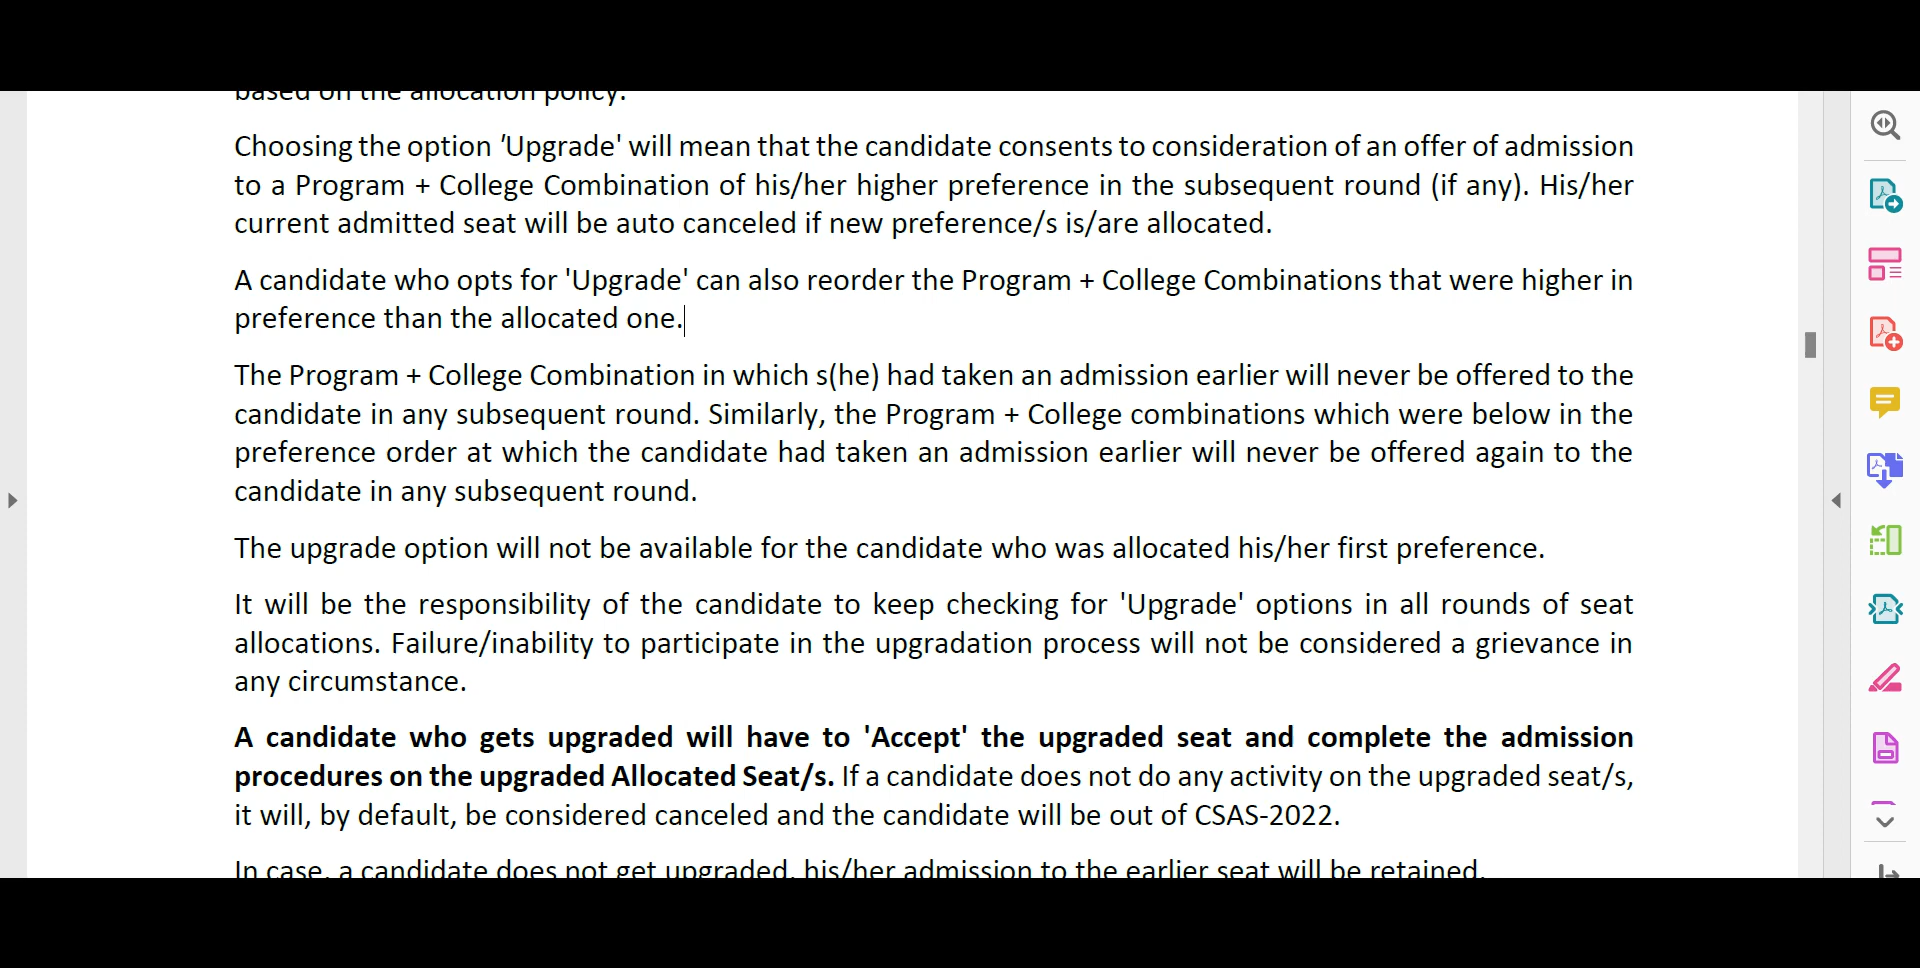 based on the allocation policy.
Choosing the option 'Upgrade' will mean that the candidate consents to consideration of an offer of admission
to a Program + College Combination of his/her higher preference in the subsequent round (if any). His/her
current admitted seat will be auto canceled if new preference/s is/are allocated.
A candidate who opts for 'Upgrade' can also reorder the Program + College Combinations that were higher in
preference than the allocated one.
The Program + College Combination in which s(he) had taken an admission earlier will never be offered to the
candidate in any subsequent round. Similarly, the Program + College combinations which were below in the
preference order at which the candidate had taken an admission earlier will never be offered again to the
candidate in any subsequent round.
The upgrade option will not be available for the candidate who was allocated his/her first preference.
It will be the responsibility of the candidate to keep checking for 'Upgrade' options in all rounds of seat
allocations. Failure/inability to participate in the upgradation process will not be considered a grievance in
any circumstance.
A candidate who gets upgraded will have to 'Accept' the upgraded seat and complete the admission
procedures on the upgraded Allocated Seat/s. If a candidate does not do any activity on the upgraded seat/s,
it will, by default, be considered canceled and the candidate will be out of CSAS-2022.
In case, a candidate does not get upgraded, his/her admission to the earlier seat will be retained.